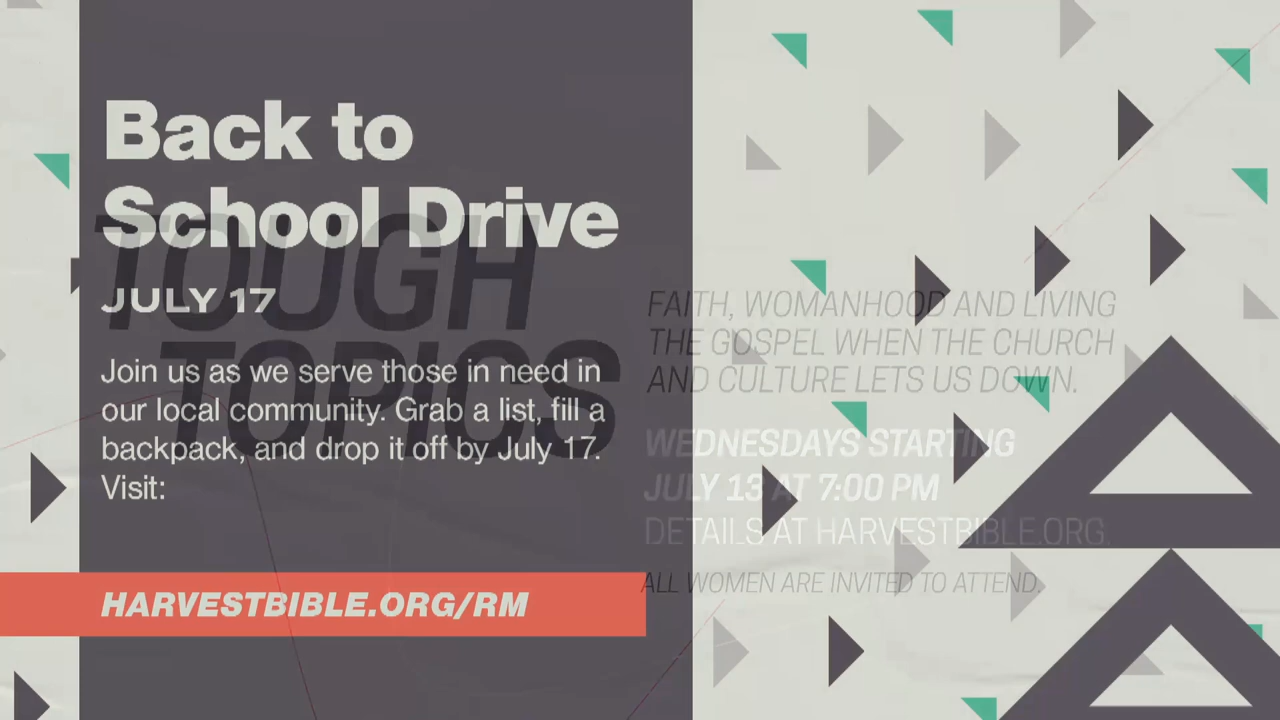 Back to
School Drive
JULY 17
Join us as we serve those in need in
our local community. Grab a list, fill a
backpack, and drop it off by July 17.
Visit:
HARVESTBIBLE.ORG/RM
TOUGH
TOPICS
FAITH, WOMANHOOD AND LIVING
THE GOSPEL WHEN THE CHURCH
AND CULTURE LETS US DOWN.
WEDNESDAYS STARTING
JULY 13 AT 7:00 PM
DETAILS AT HARVESTBIBLE.ORG.
ALL WOMEN ARE INVITED TO ATTEND.